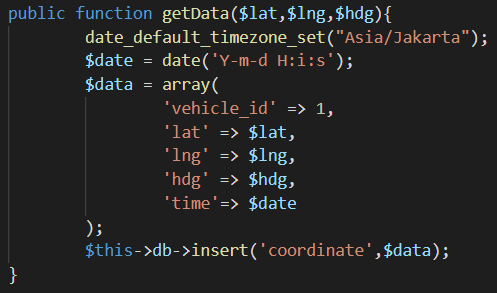 public function getData($lat,$lng,$hdg){
date_default_timezone_set("Asia/Jakarta");
$date = date('Y-m-d H:i:s');
$data = array(
'vehicle_id' => 1,
'lat' => $lat,
'lng' => $lng,
'hdg' => $hdg,
'time'=> $date
);
$this->db->insert('coordinate',$data);
}